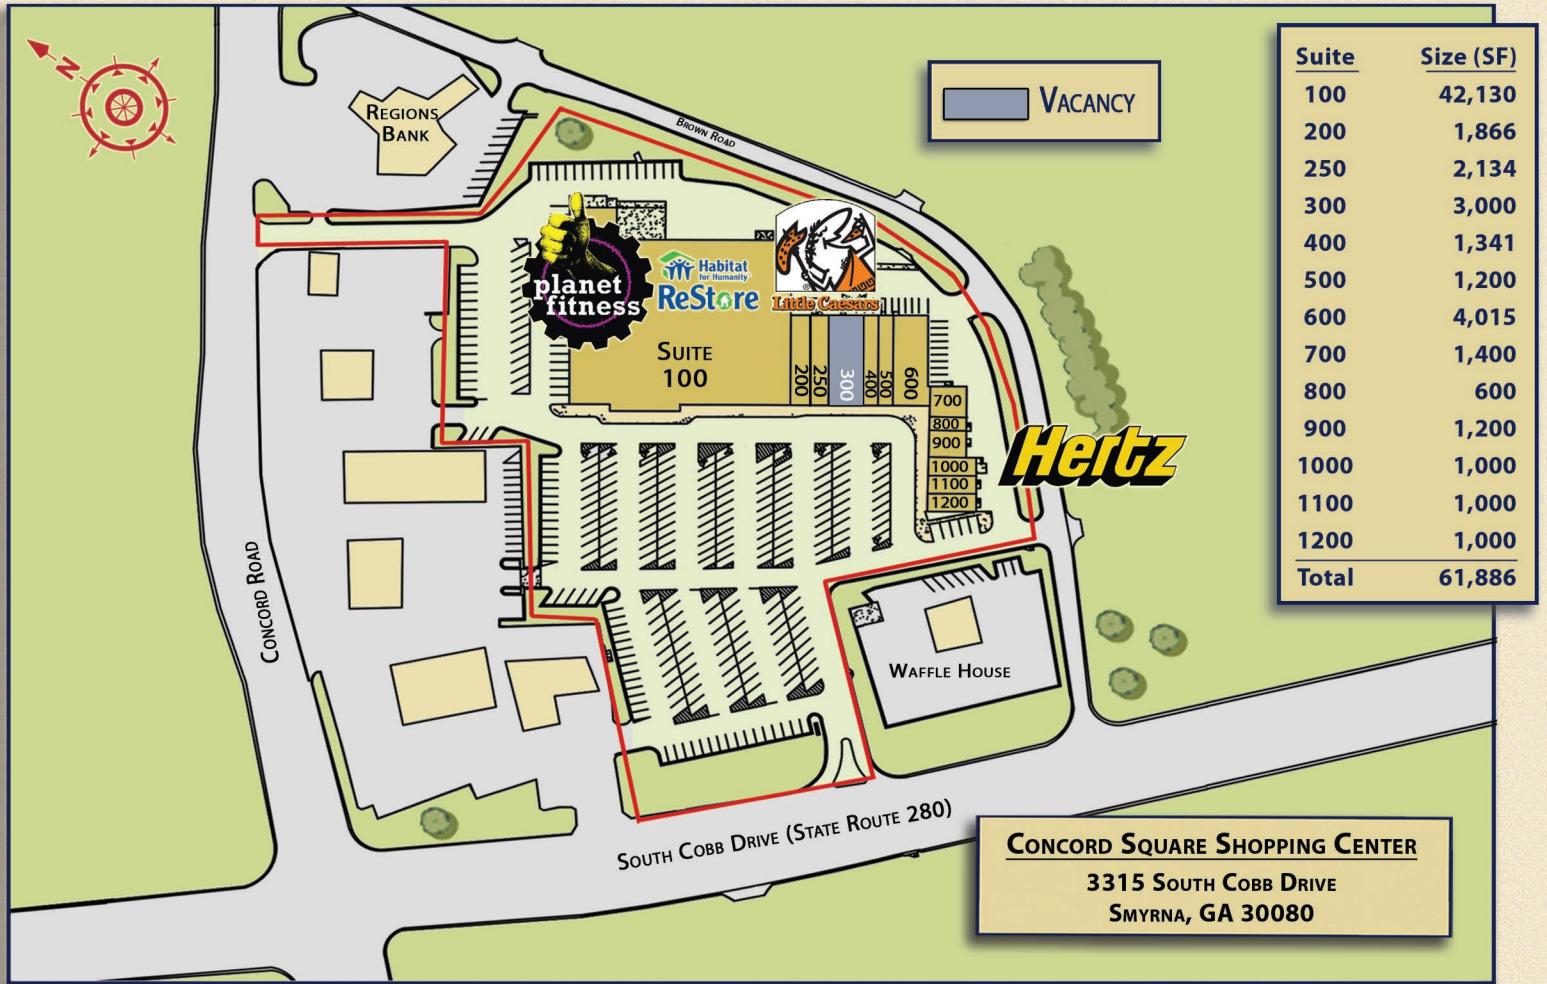 N
Regions
Bank
Brown Road
Vacancy
Suite Size (SF)
100 42,130
200 1,866
250 2,134
300 3,000
400 1,341
500 1,200
600 4,015
700 1,400
800 600
900 1,200
1000 1,000
1100 1,000
1200 1,000
Total 61,886
planet
fitness
Habitat
for Humanity
ReStore
Little Caesars
Suite
100
200
250
300
400
500
600
700
800
900
1000
1100
1200
Hertz
Concord Road
Waffle House
South Cobb Drive (State Route 280)
Concord Square Shopping Center
3315 South Cobb Drive
Smyrna, GA 30080